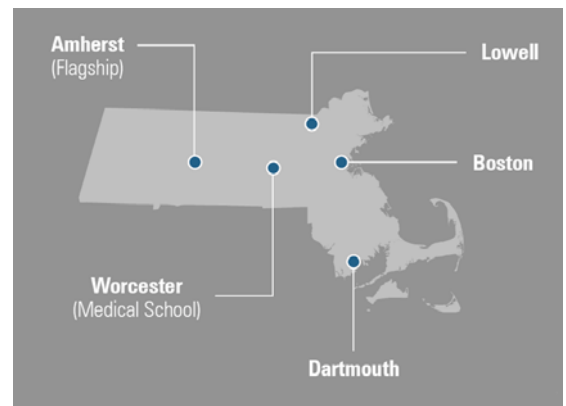 Amherst
(Flagship)
Lowell
Boston
Worcester
(Medical School)
Dartmouth